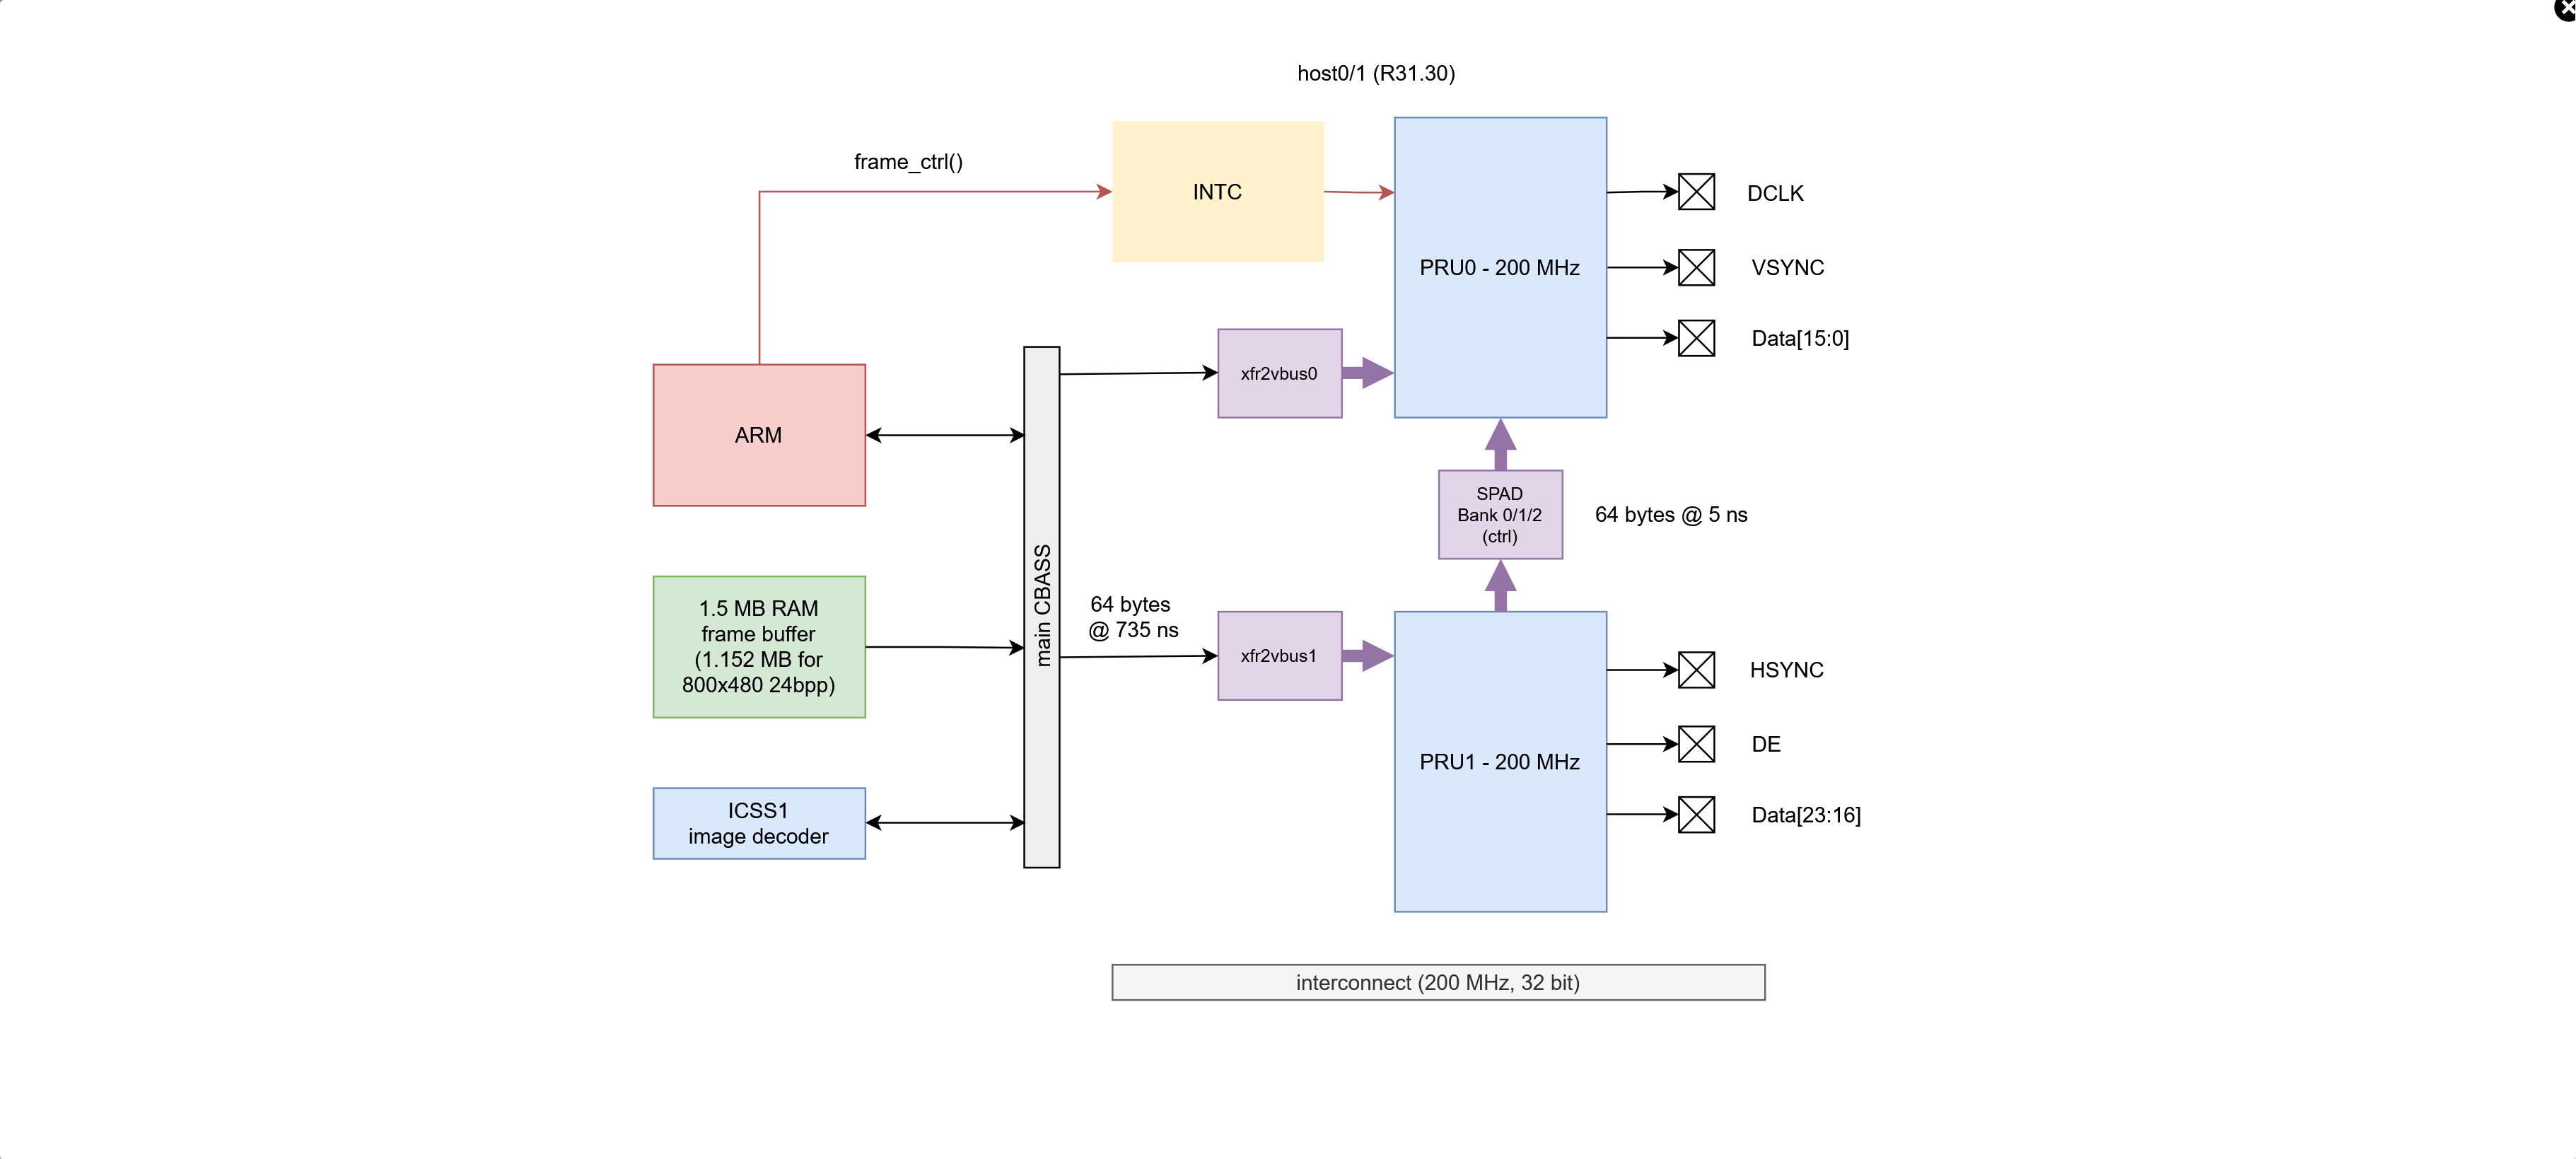 host0/1 (R31.30)
frame_ctrl()
INTC
PRU0 - 200 MHz
DCLK
VSYNC
Data[15:0]
xfr2vbus0
ARM
main CBASS
SPAD
Bank 0/1/2
(ctrl)
64 bytes @ 5 ns
1.5 MB RAM
frame buffer
(1.152 MB for
800x480 24bpp)
64 bytes
@ 735 ns
xfr2vbus1
PRU1 - 200 MHz
HSYNC
DE
Data[23:16]
ICSS1
image decoder
interconnect (200 MHz, 32 bit)